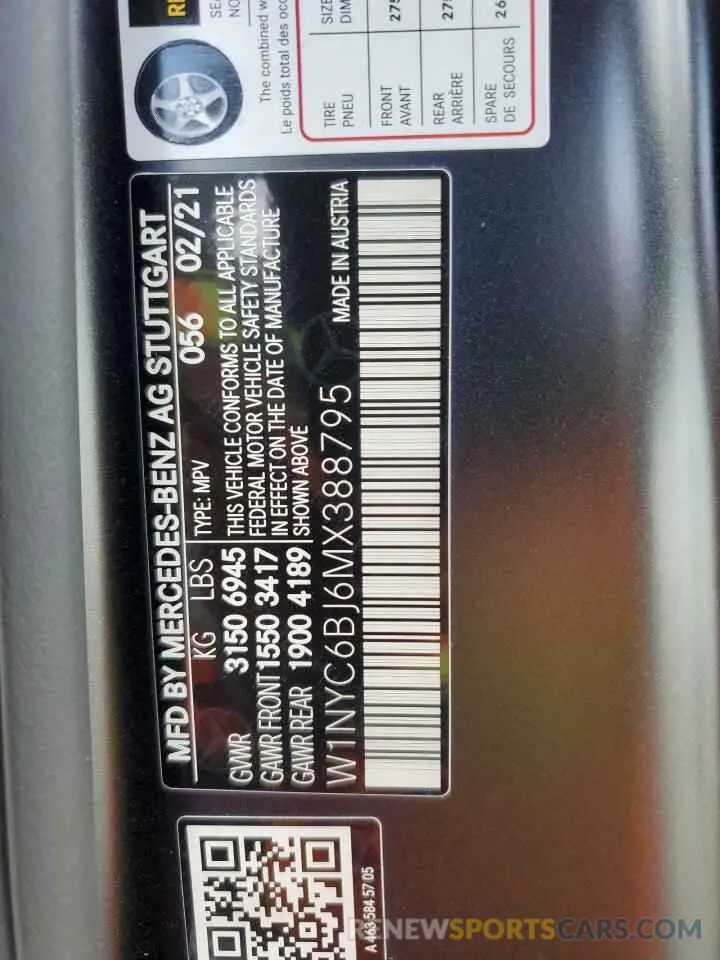 MFD BY MERCEDES-BENZ AG STUTTGART
KG LBS
056 02/21
GVWR 3150 6945
GAWR FRONT 1550 3417
GAWR REAR 1900 4189
TYPE: MPV
THIS VEHICLE CONFORMS TO ALL APPLICABLE
FEDERAL MOTOR VEHICLE SAFETY STANDARDS
IN EFFECT ON THE DATE OF MANUFACTURE
SHOWN ABOVE
W1NYC6BJ6MX388795
MADE IN AUSTRIA
The combined
Le poids total des
TIRE
PNEU
FRONT
AVANT
REAR
ARRIÈRE
SPARE
DE SECOURS
A 463 584 57 05
RENEWSPORTSCARS.COM